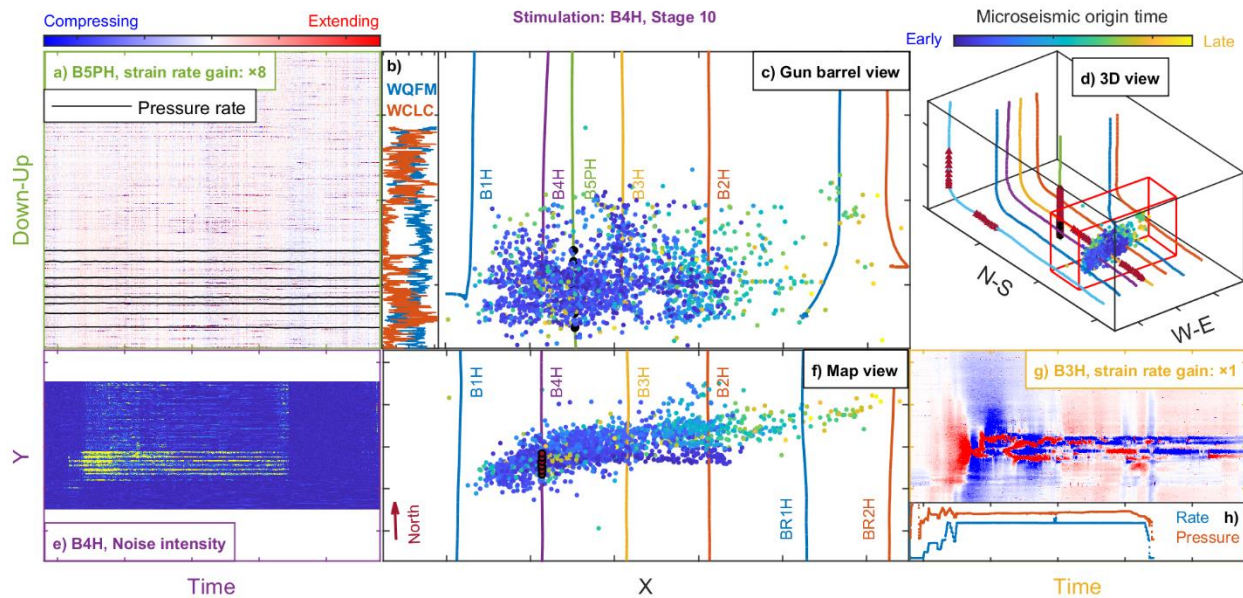 Compressing
Extending
Stimulation: B4H, Stage 10
Microseismic origin time
Early
Late
a) B5PH, strain rate gain: ×8
Pressure rate
b)
WQFM
WCLC
c) Gun barrel view
d) 3D view
B1H
B4H
B5PH
B3H
B2H
Down-Up
N-S
W-E
B1H
B4H
B3H
B2H
f) Map view
g) B3H, strain rate gain: ×1
Y
North
BR1H
BR2H
e) B4H, Noise intensity
Rate
h)
Pressure
Time
X
Time